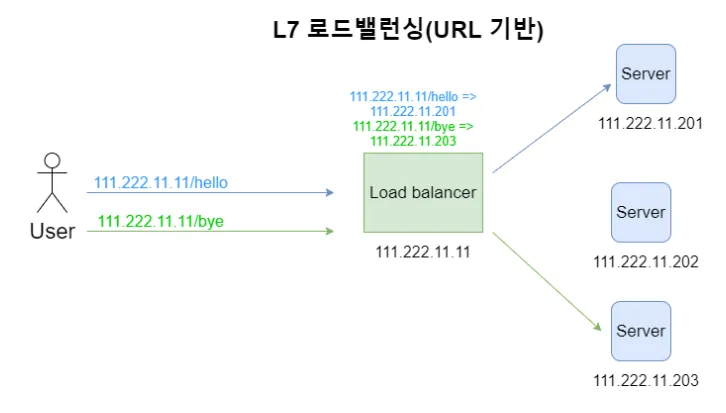 L7 로드밸런싱(URL 기반)
Server
111.222.11.201
111.222.11.11/hello =>
111.222.11.201
111.222.11.11/bye =>
111.222.11.203
111.222.11.11/hello
Load balancer
Server
111.222.11.11/bye
User
111.222.11.11
111.222.11.202
Server
111.222.11.203